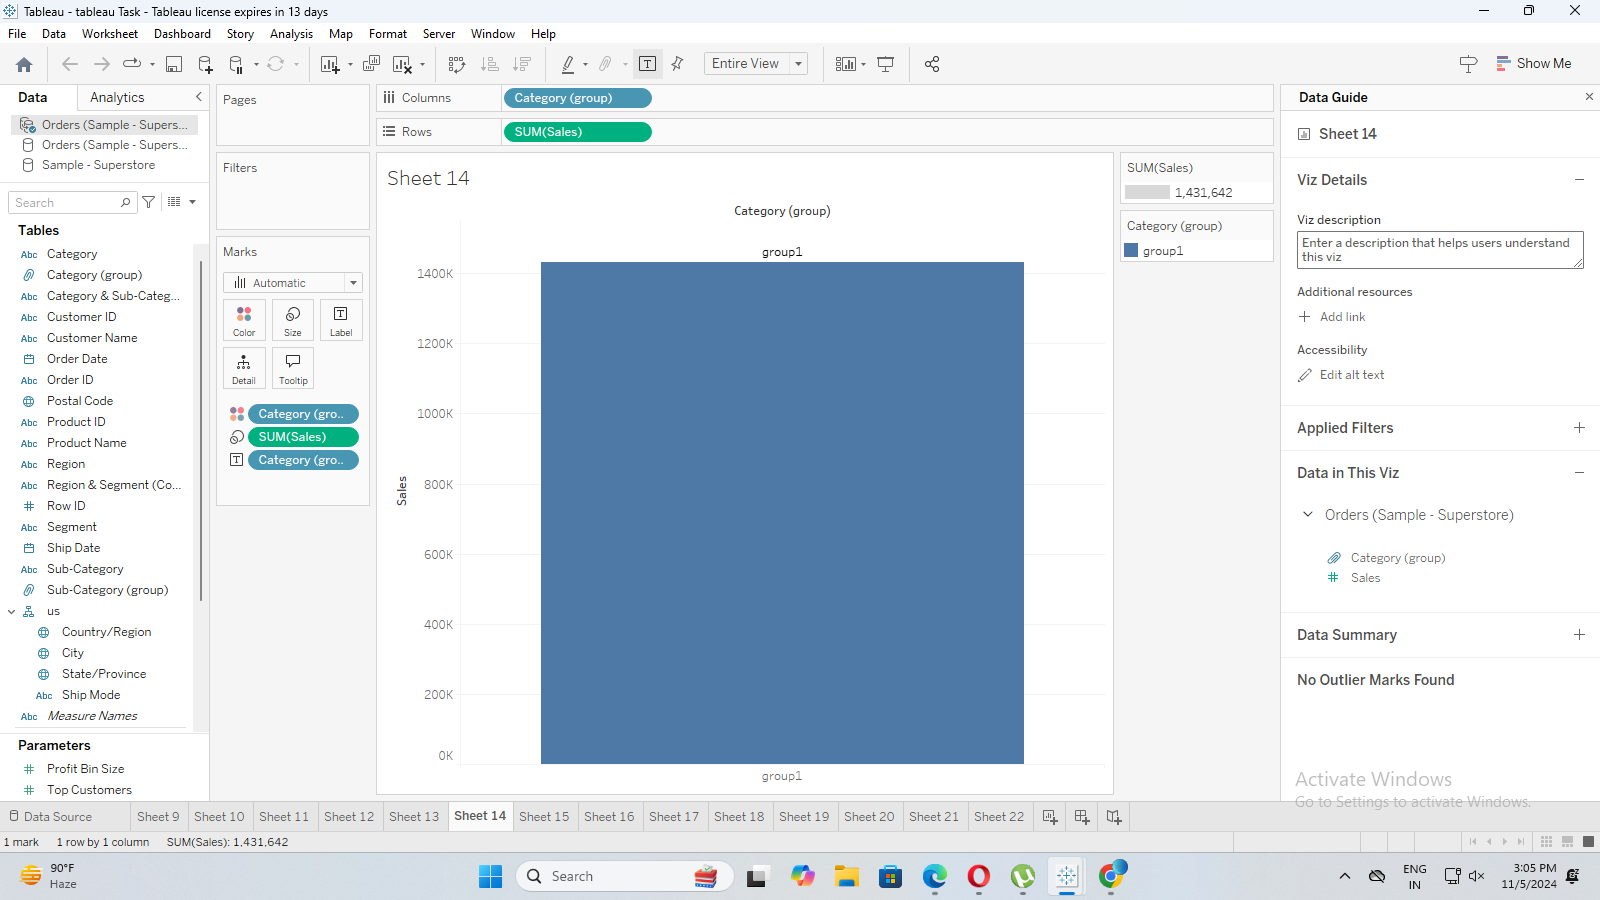 Tableau - tableau Task - Tableau license expires in 13 days
File Data Worksheet Dashboard Story Analysis Map Format Server Window Help
Entire View
Show Me
Data Analytics
Orders (Sample - Supers...
Orders (Sample - Supers...
Sample - Superstore
Search
Tables
Abc Category
Category (group)
Abc Category & Sub-Categ...
Abc Customer ID
Abc Customer Name
Order Date
Abc Order ID
Postal Code
Abc Product ID
Abc Product Name
Abc Region
Abc Region & Segment (Co...
Row ID
Abc Segment
Ship Date
Abc Sub-Category
Sub-Category (group)
us
Country/Region
City
State/Province
Abc Ship Mode
Abc Measure Names
Parameters
Profit Bin Size
Top Customers
Pages
Filters
Marks
Automatic
Color Size Label
Detail Tooltip
Category (gro..
SUM(Sales)
Category (gro..
Columns Category (group)
Rows SUM(Sales)
Sheet 14
Category (group)
group1
Sales
1400K
1200K
1000K
800K
600K
400K
200K
0K
group1
SUM(Sales)
1,431,642
Category (group)
group1
Data Guide
Sheet 14
Viz Details
Viz description
Enter a description that helps users understand
this viz
Additional resources
Add link
Accessibility
Edit alt text
Applied Filters
Data in This Viz
Orders (Sample - Superstore)
Category (group)
Sales
Data Summary
No Outlier Marks Found
Activate Windows
Go to Settings to activate Windows.
Data Source Sheet 9 Sheet 10 Sheet 11 Sheet 12 Sheet 13 Sheet 14 Sheet 15 Sheet 16 Sheet 17 Sheet 18 Sheet 19 Sheet 20 Sheet 21 Sheet 22
1 mark 1 row by 1 column SUM(Sales): 1,431,642
90°F
Haze
Search
ENG
IN
3:05 PM
11/5/2024